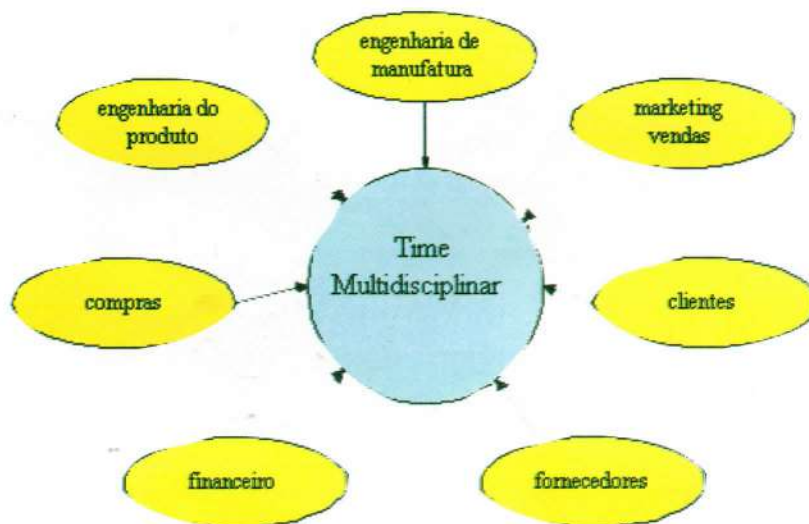 engenharia de
manufatura
engenharia do
produto
marketing
vendas
Time
Multidisciplinar
compras
clientes
financeiro
fornecedores